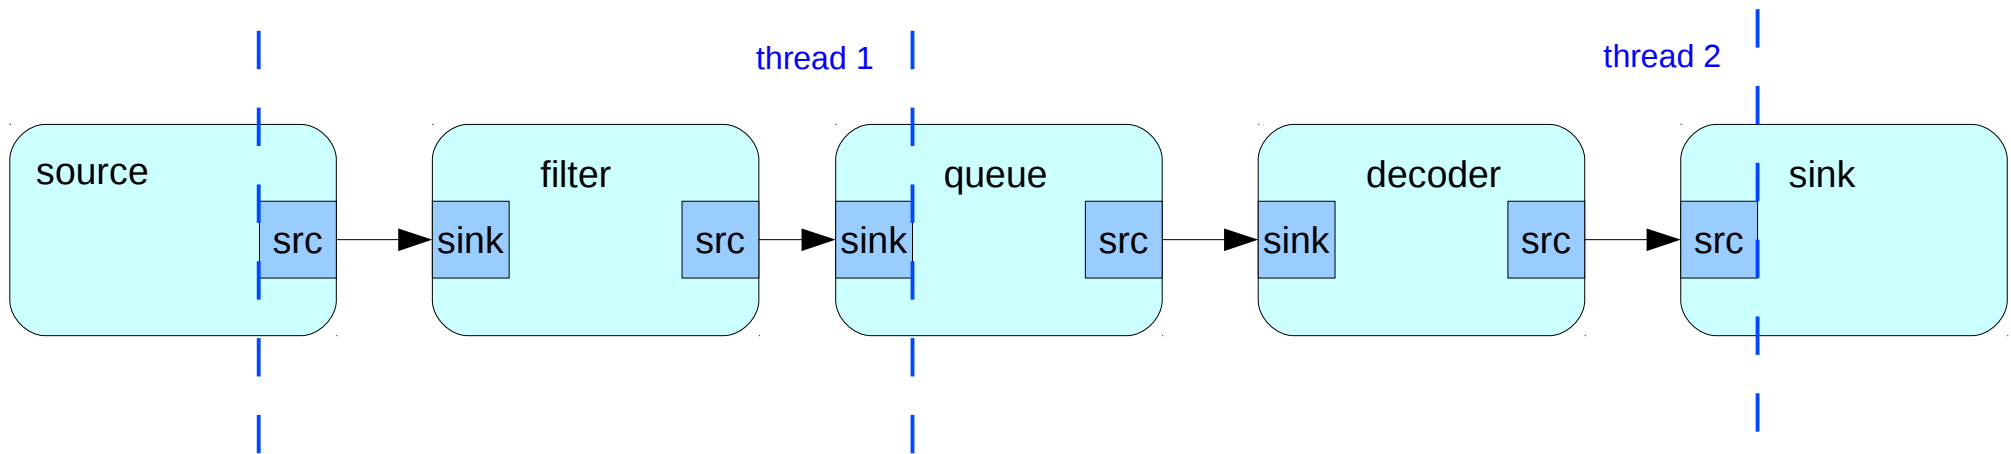 thread 1
thread 2
source
filter
queue
decoder
sink
src
sink
src
sink
src
sink
src
src